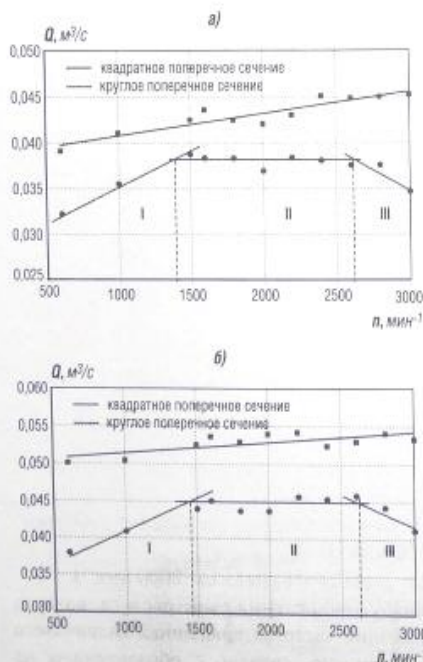 а)
Q, м³/с
0,050
0,045
0,040
0,035
0,030
0,025
квадратное поперечное сечение
круглое поперечное сечение
I
II
III
500
1000
1500
2000
2500
3000
n, мин⁻¹
б)
Q, м³/с
0,060
0,055
0,050
0,045
0,040
0,035
0,030
квадратное поперечное сечение
круглое поперечное сечение
I
II
III
500
1000
1500
2000
2500
3000
n, мин⁻¹